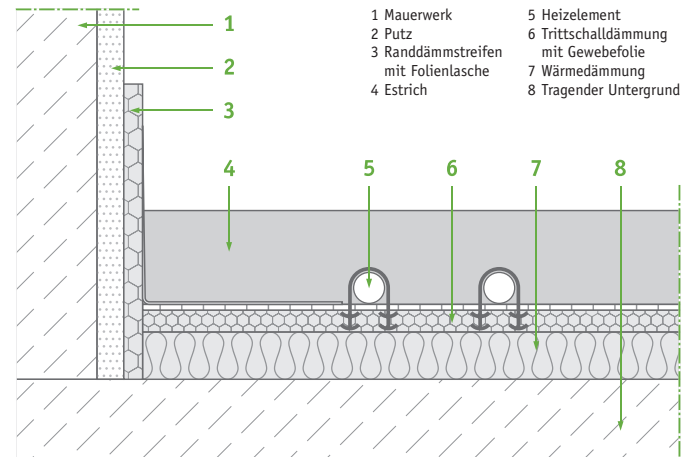 1 Mauerwerk
2 Putz
3 Randdämmstreifen
mit Folienlasche
4 Estrich
5 Heizelement
6 Trittschalldämmung
mit Gewebefolie
7 Wärmedämmung
8 Tragender Untergrund
1
2
3
4 5 6 7 8